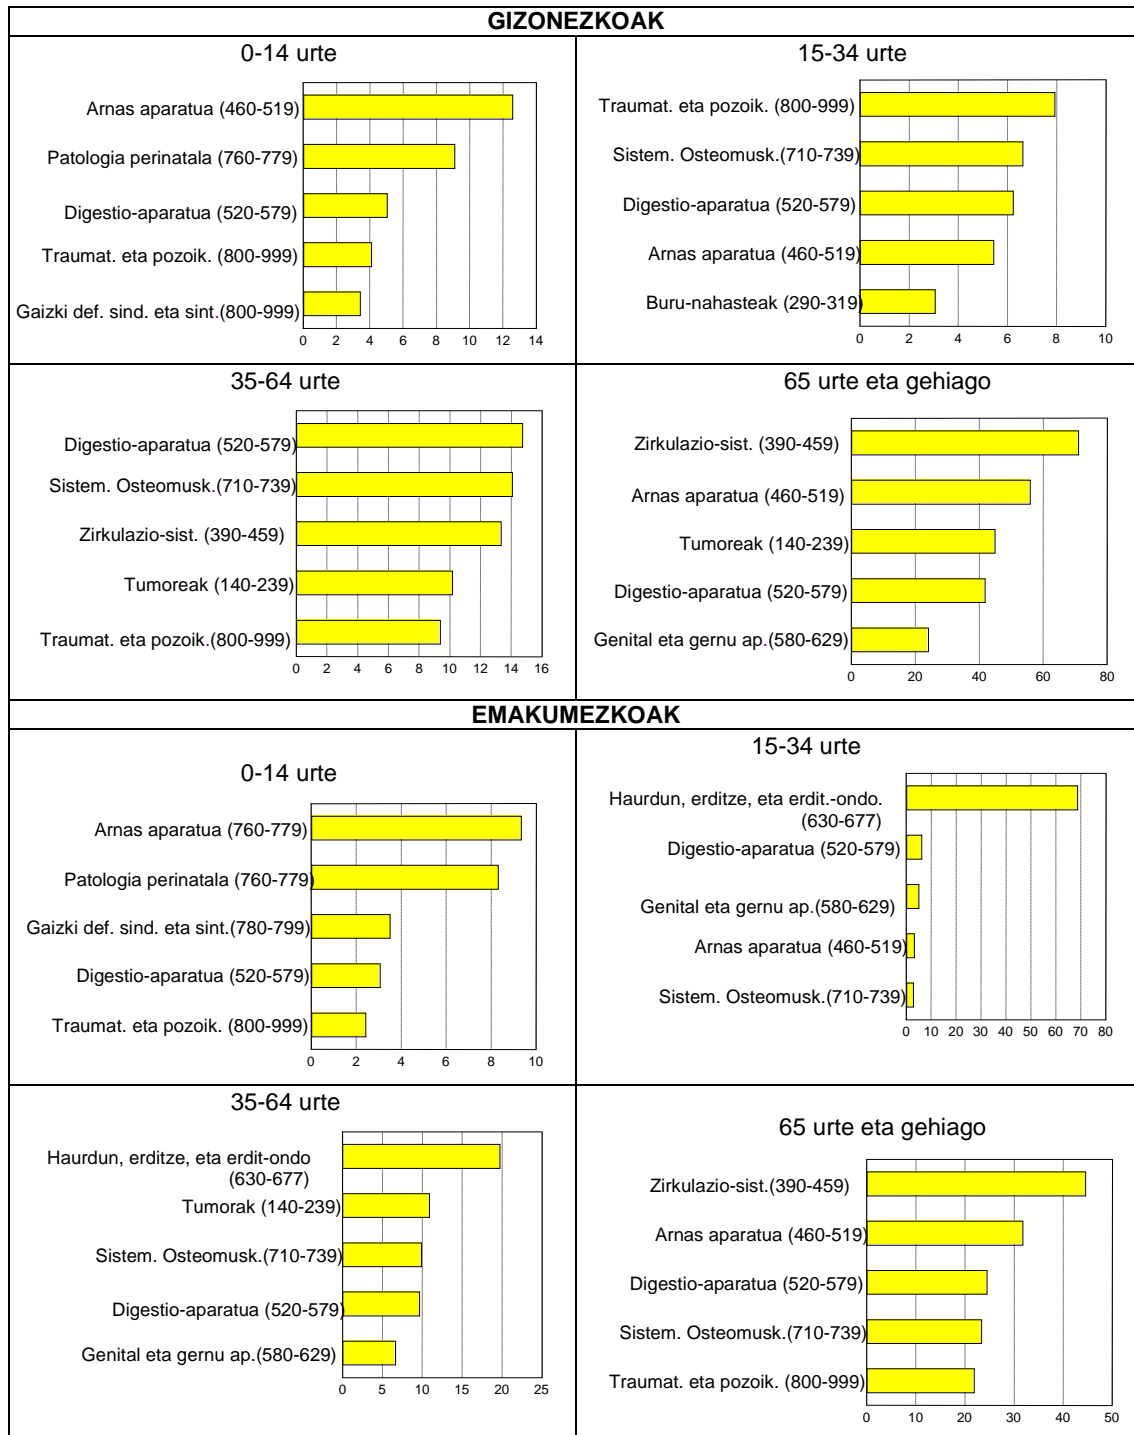 GIZONEZKOAK
0-14 urte
Arnas aparatua (460-519)
Patologia perinatala (760-779)
Digestio-aparatua (520-579)
Traumat. eta pozoik. (800-999)
Gaizki def. sind. eta sint.(800-999)
0 2 4 6 8 10 12 14
15-34 urte
Traumat. eta pozoik. (800-999)
Sistem. Osteomusk.(710-739)
Digestio-aparatua (520-579)
Arnas aparatua (460-519)
Buru-nahasteak (290-319)
0 2 4 6 8 10
35-64 urte
Digestio-aparatua (520-579)
Sistem. Osteomusk.(710-739)
Zirkulazio-sist. (390-459)
Tumoreak (140-239)
Traumat. eta pozoik.(800-999)
0 2 4 6 8 10 12 14 16
65 urte eta gehiago
Zirkulazio-sist. (390-459)
Arnas aparatua (460-519)
Tumoreak (140-239)
Digestio-aparatua (520-579)
Genital eta gernu ap.(580-629)
0 20 40 60 80
EMAKUMEZKOAK
0-14 urte
Arnas aparatua (760-779)
Patologia perinatala (760-779)
Gaizki def. sind. eta sint.(780-799)
Digestio-aparatua (520-579)
Traumat. eta pozoik. (800-999)
0 2 4 6 8 10
15-34 urte
Haurdun, erditze, eta erdit.-ondo.
(630-677)
Digestio-aparatua (520-579)
Genital eta gernu ap.(580-629)
Arnas aparatua (460-519)
Sistem. Osteomusk.(710-739)
0 10 20 30 40 50 60 70 80
35-64 urte
Haurdun, erditze, eta erdit-ondo
(630-677)
Tumorak (140-239)
Sistem. Osteomusk.(710-739)
Digestio-aparatua (520-579)
Genital eta gernu ap.(580-629)
0 5 10 15 20 25
65 urte eta gehiago
Zirkulazio-sist.(390-459)
Arnas aparatua (460-519)
Digestio-aparatua (520-579)
Sistem. Osteomusk.(710-739)
Traumat. eta pozoik. (800-999)
0 10 20 30 40 50